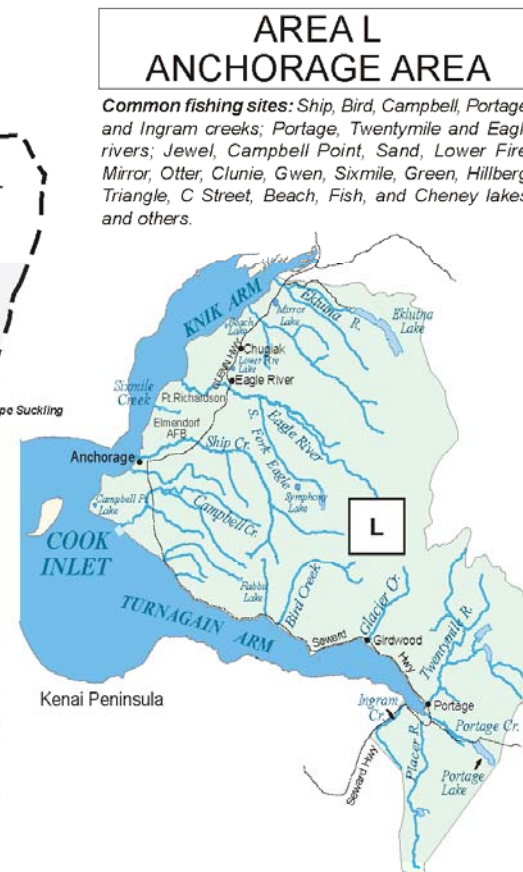 AREA L
ANCHORAGE AREA
Common fishing sites: Ship, Bird, Campbell, Portage
and Ingram creeks; Portage, Twentymile and Eagle
rivers; Jewel, Campbell Point, Sand, Lower Fire
Mirror, Otter, Clunie, Gwen, Sixmile, Green, Hillberg
Triangle, C Street, Beach, Fish, and Cheney lakes
and others.
KNIK ARM
Eklutna
R.
Eklutna
Lake
Mirror
Lake
Beach
Lake
GLENN HWY
Chugiak
Lower Fire
Lake
Eagle River
Sixmile
Creek
Ft.Richardson
pe Suckling
Elmendorf
AFB
Eagle River
S. Fork Eagle
Ship Cr.
Anchorage
Symphony
Lake
Campbell Pt.
Lake
Campbell Cr.
L
COOK
INLET
Rabbit
Lake
Bird Creek
Glacier Cr.
Twentymile R.
TURNAGAIN ARM
Seward
Hwy
Girdwood
Kenai Peninsula
Ingram
Cr.
Portage
Portage Cr.
Placer R.
Seward Hwy
Portage
Lake